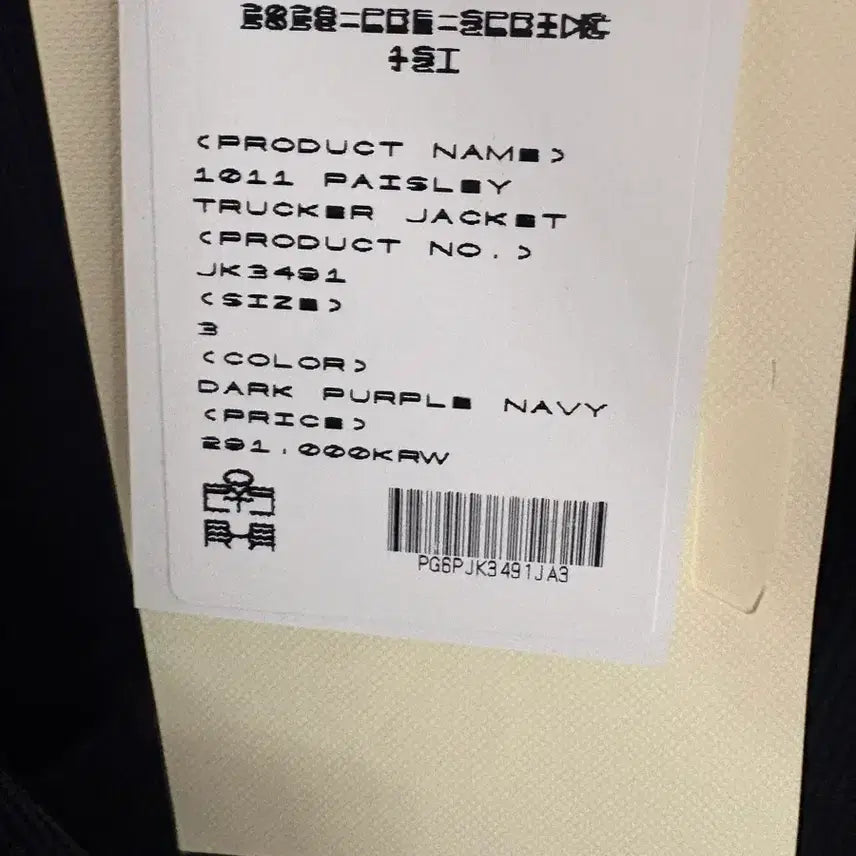 <PRODUCT NAME>
1011 PAISLEY
TRUCKER JACKET
<PRODUCT NO.>
JK3491
<SIZE>
3
<COLOR>
DARK PURPLE NAVY
<PRICE>
291.000KRW
PG6PJK3491JA3